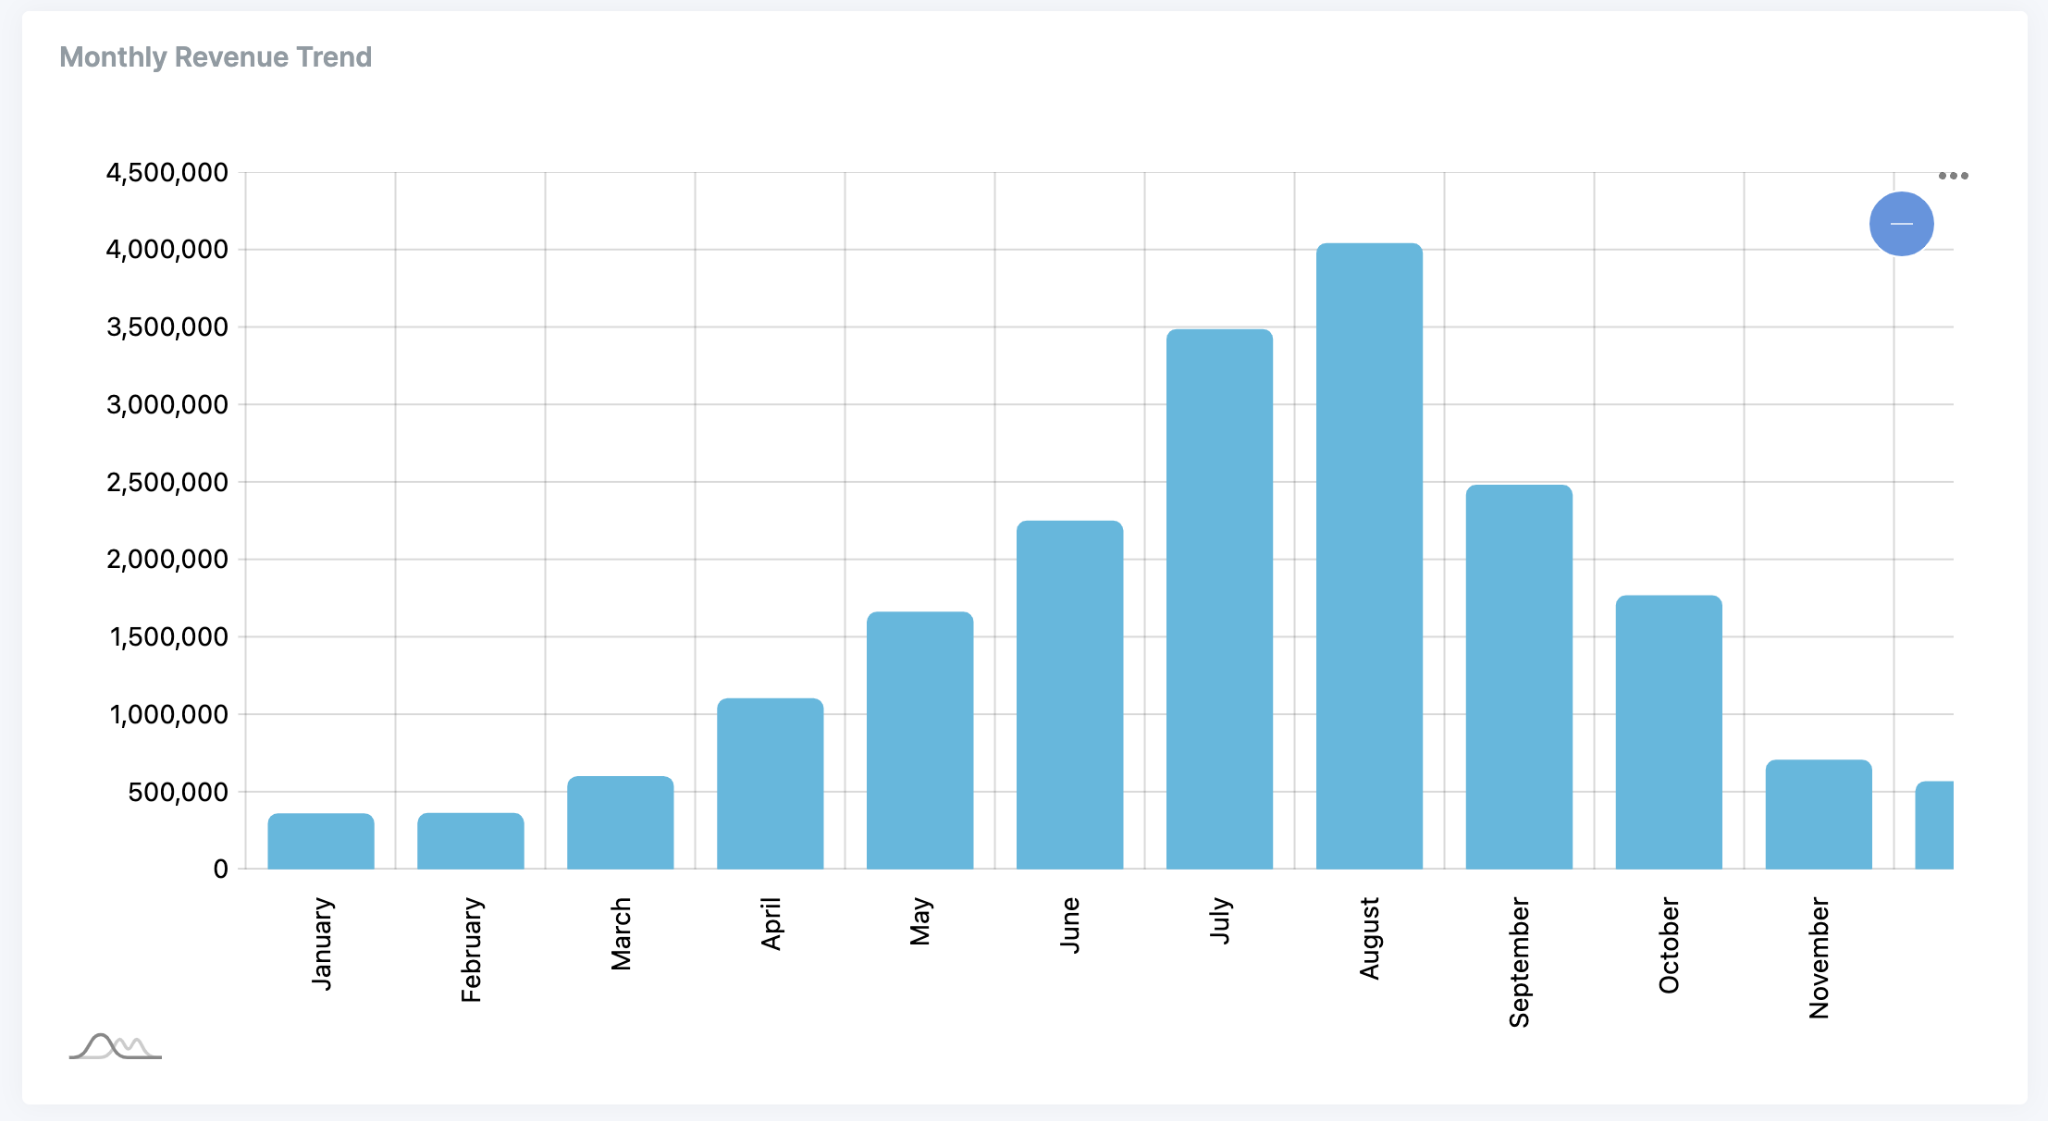 Monthly Revenue Trend
4,500,000
4,000,000
3,500,000
3,000,000
2,500,000
2,000,000
1,500,000
1,000,000
500,000
0
January
February
March
April
May
June
July
August
September
October
November